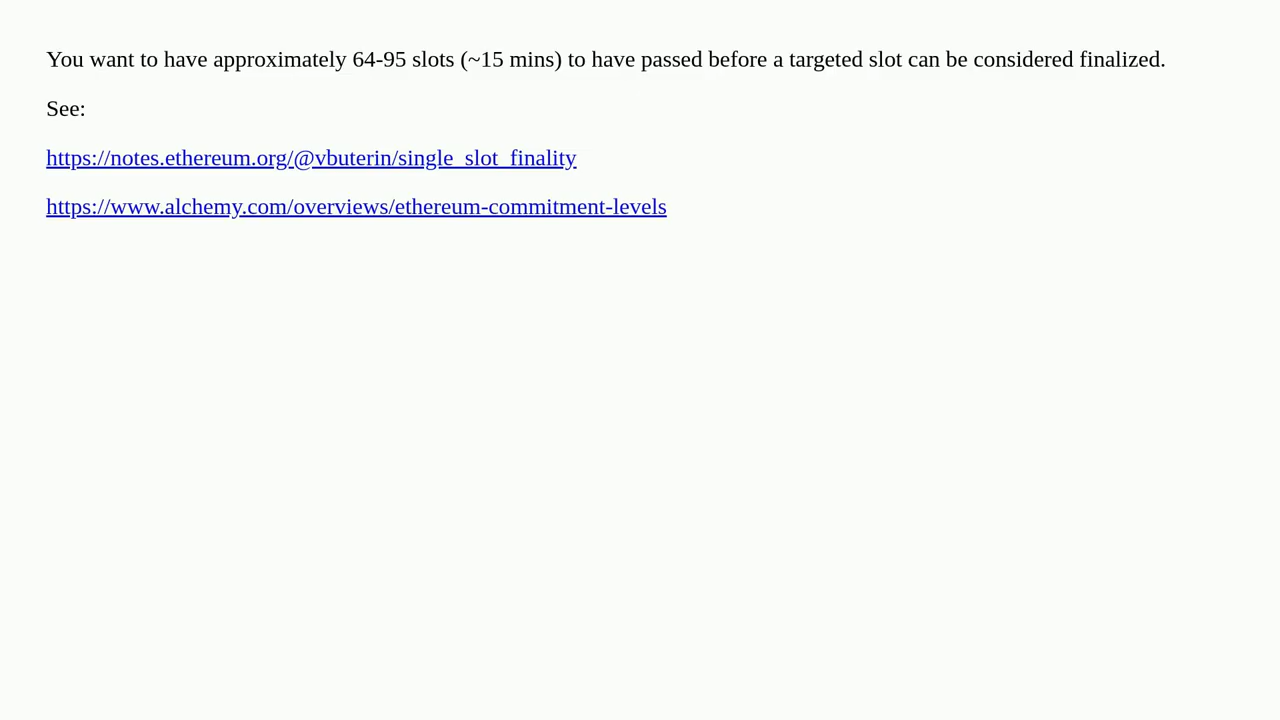 You want to have approximately 64-95 slots (~15 mins) to have passed before a targeted slot can be considered finalized.
See:
https://notes.ethereum.org/@vbuterin/single_slot_finality
https://www.alchemy.com/overviews/ethereum-commitment-levels